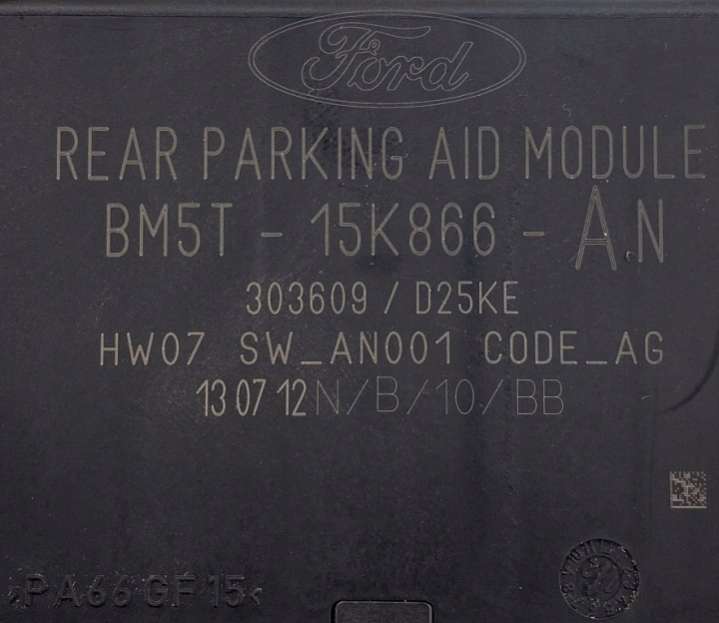 Ford
REAR PARKING AID MODULE
BM5T - 15K866 - A.N
303609 / D25KE
HW07 SW_AN001 CODE_AG
13 07 12 N/B/10/BB
>PA66 GF15<